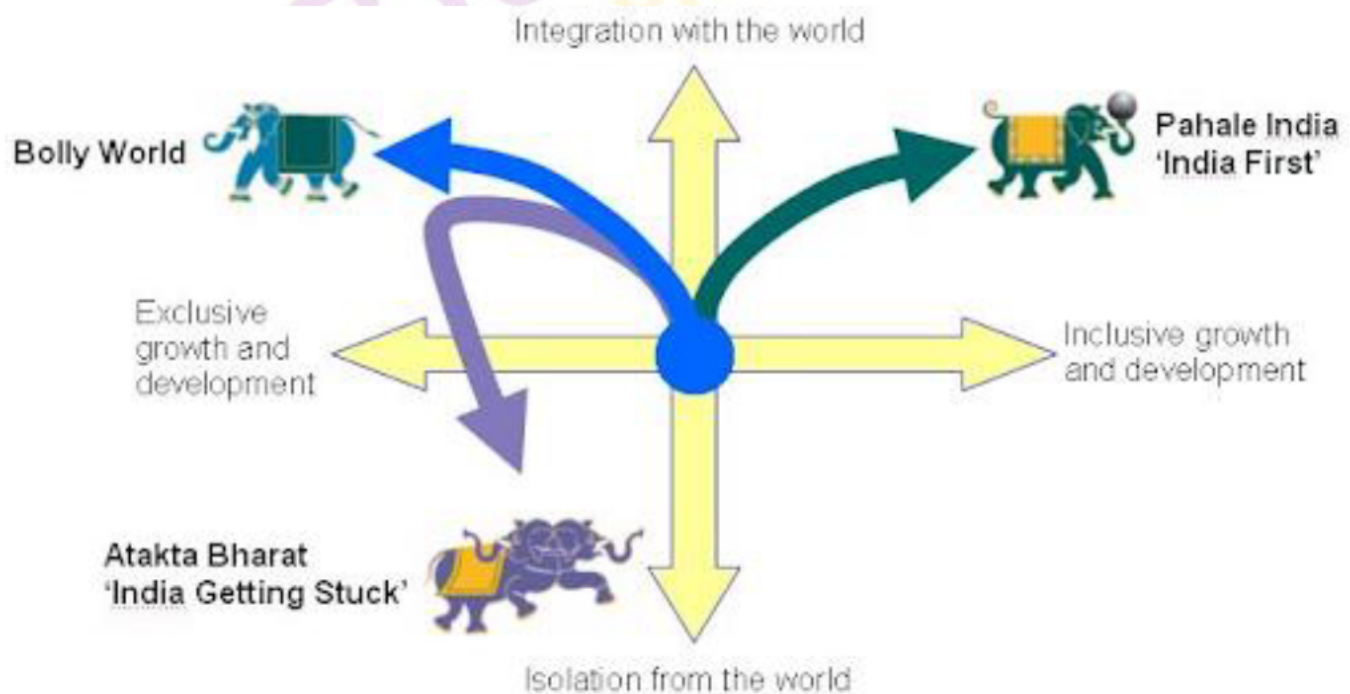 Integration with the world
Bolly World
Pahale India
'India First'
Exclusive
growth and
development
Inclusive growth
and development
Atakta Bharat
'India Getting Stuck'
Isolation from the world